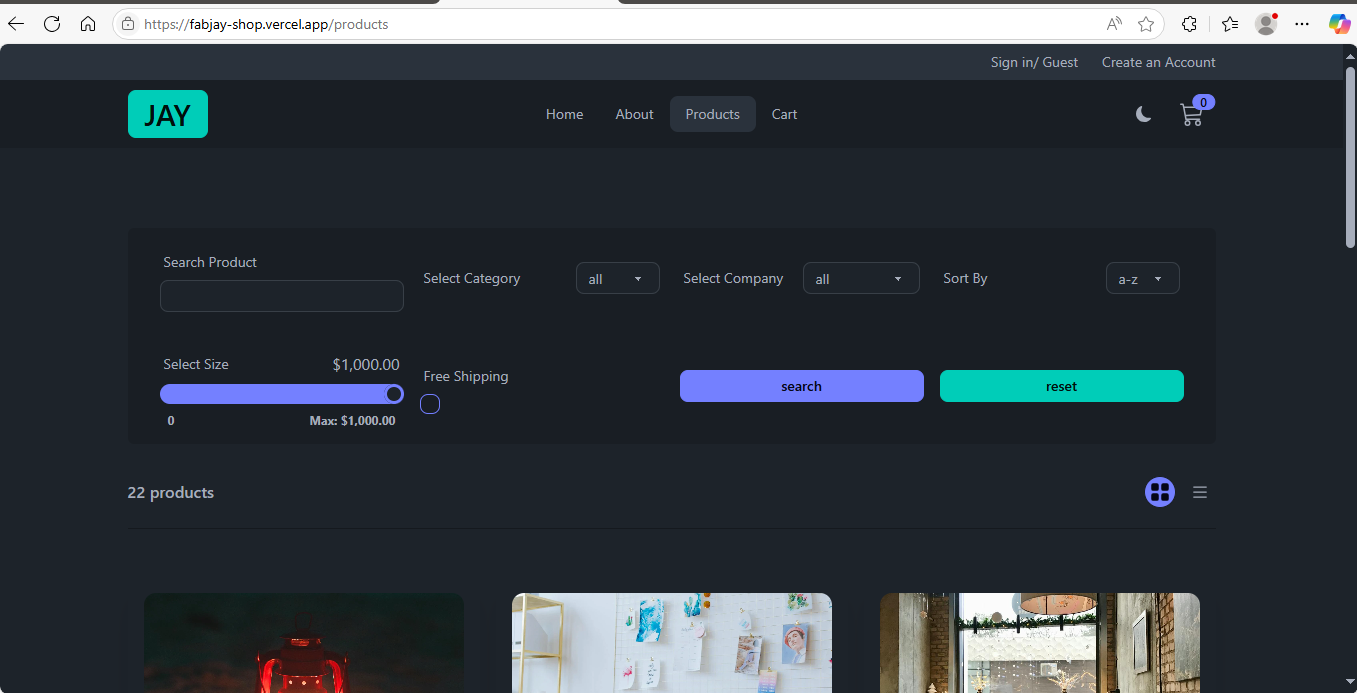 https://fabjay-shop.vercel.app/products
Sign in/ Guest Create an Account
JAY Home About Products Cart 0
Search Product
Select Category all Select Company all Sort By a-z
Select Size $1,000.00
Free Shipping search reset
0 Max: $1,000.00
22 products